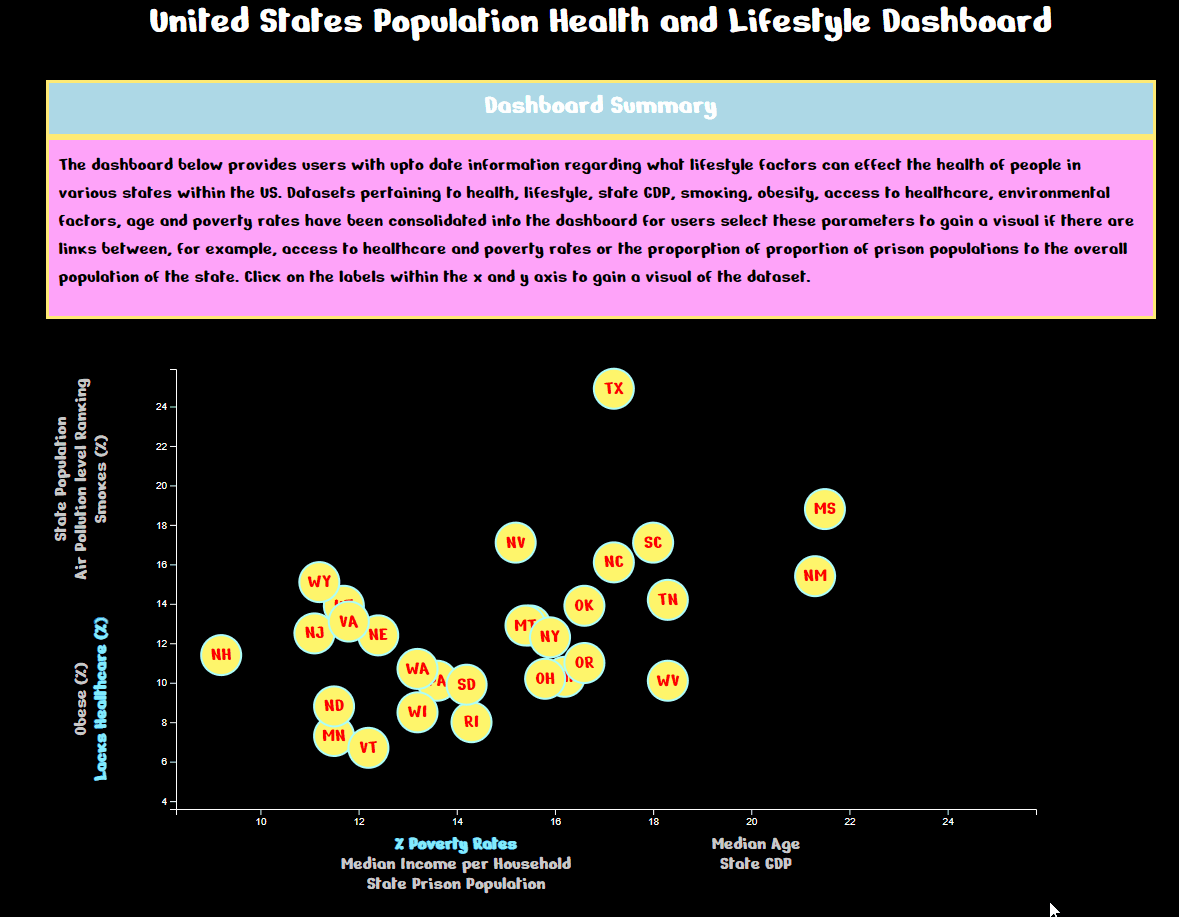 United States Population Health and Lifestyle Dashboard
Dashboard Summary
The dashboard below provides users with upto date information regarding what lifestyle factors can effect the health of people in
various states within the US. Datasets pertaining to health, lifestyle, state GDP, smoking, obesity, access to healthcare, environmental
factors, age and poverty rates have been consolidated into the dashboard for users select these parameters to gain a visual if there are
links between, for example, access to healthcare and poverty rates or the proporption of proportion of prison populations to the overall
population of the state. Click on the labels within the x and y axis to gain a visual of the dataset.
State Population
Air Pollution level Ranking
Smokes (%)
Obese (%)
Lacks Healthcare (%)
24
22
20
18
16
14
12
10
8
6
4
TX
MS
NV
SC
NC
NM
WY
TN
OK
VA
NJ
NE
MT
NY
NH
WA
OR
OH
WV
SD
ND
WI
RI
MN
VT
10 12 14 16 18 20 22 24
% Poverty Rates
Median Income per Household
State Prison Population
Median Age
State GDP